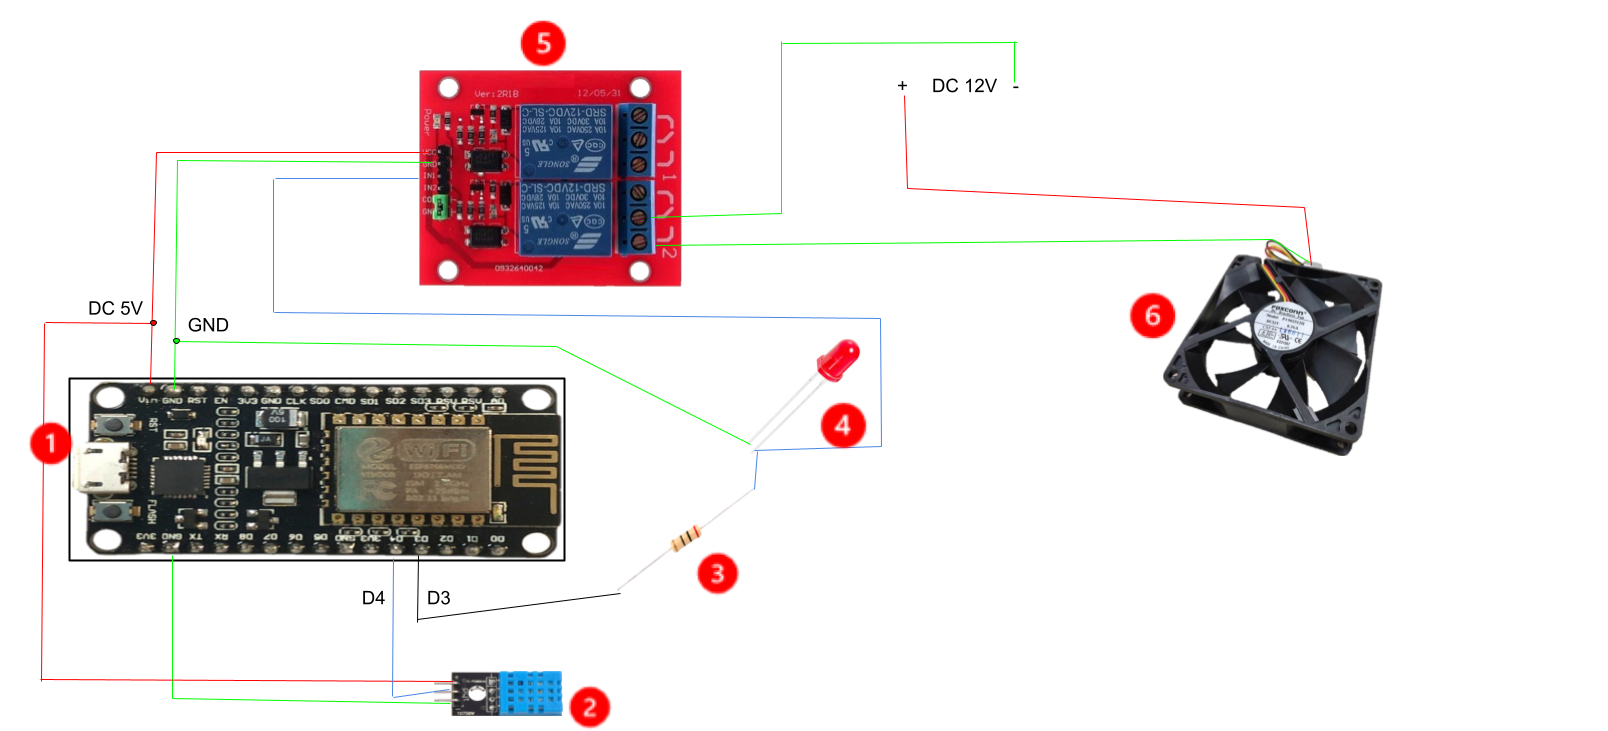 5
Ver:2R1B
12/05/31
Power
VCC
GND
IN1
IN2
GND
SRD-12VDC-SL-C
10A 250VAC 10A 125VAC
10A 30VDC 10A 28VDC
SONGLE
1
SRD-12VDC-SL-C
10A 250VAC 10A 125VAC
10A 30VDC 10A 28VDC
SONGLE
2
0932640042
+ DC 12V -
6
FOXCONN
DC 5V
GND
Vin GND RST EN 3V3 GND CLK SD0 CMD SD1 SD2 SD3 RSV RSV A0
RST
1
FLASH
WiFi
MODEL
3V3 GND TX RX D8 D7 D6 D5 GND 3V3 D4 D3 D2 D1 D0
4
3
D4 D3
2